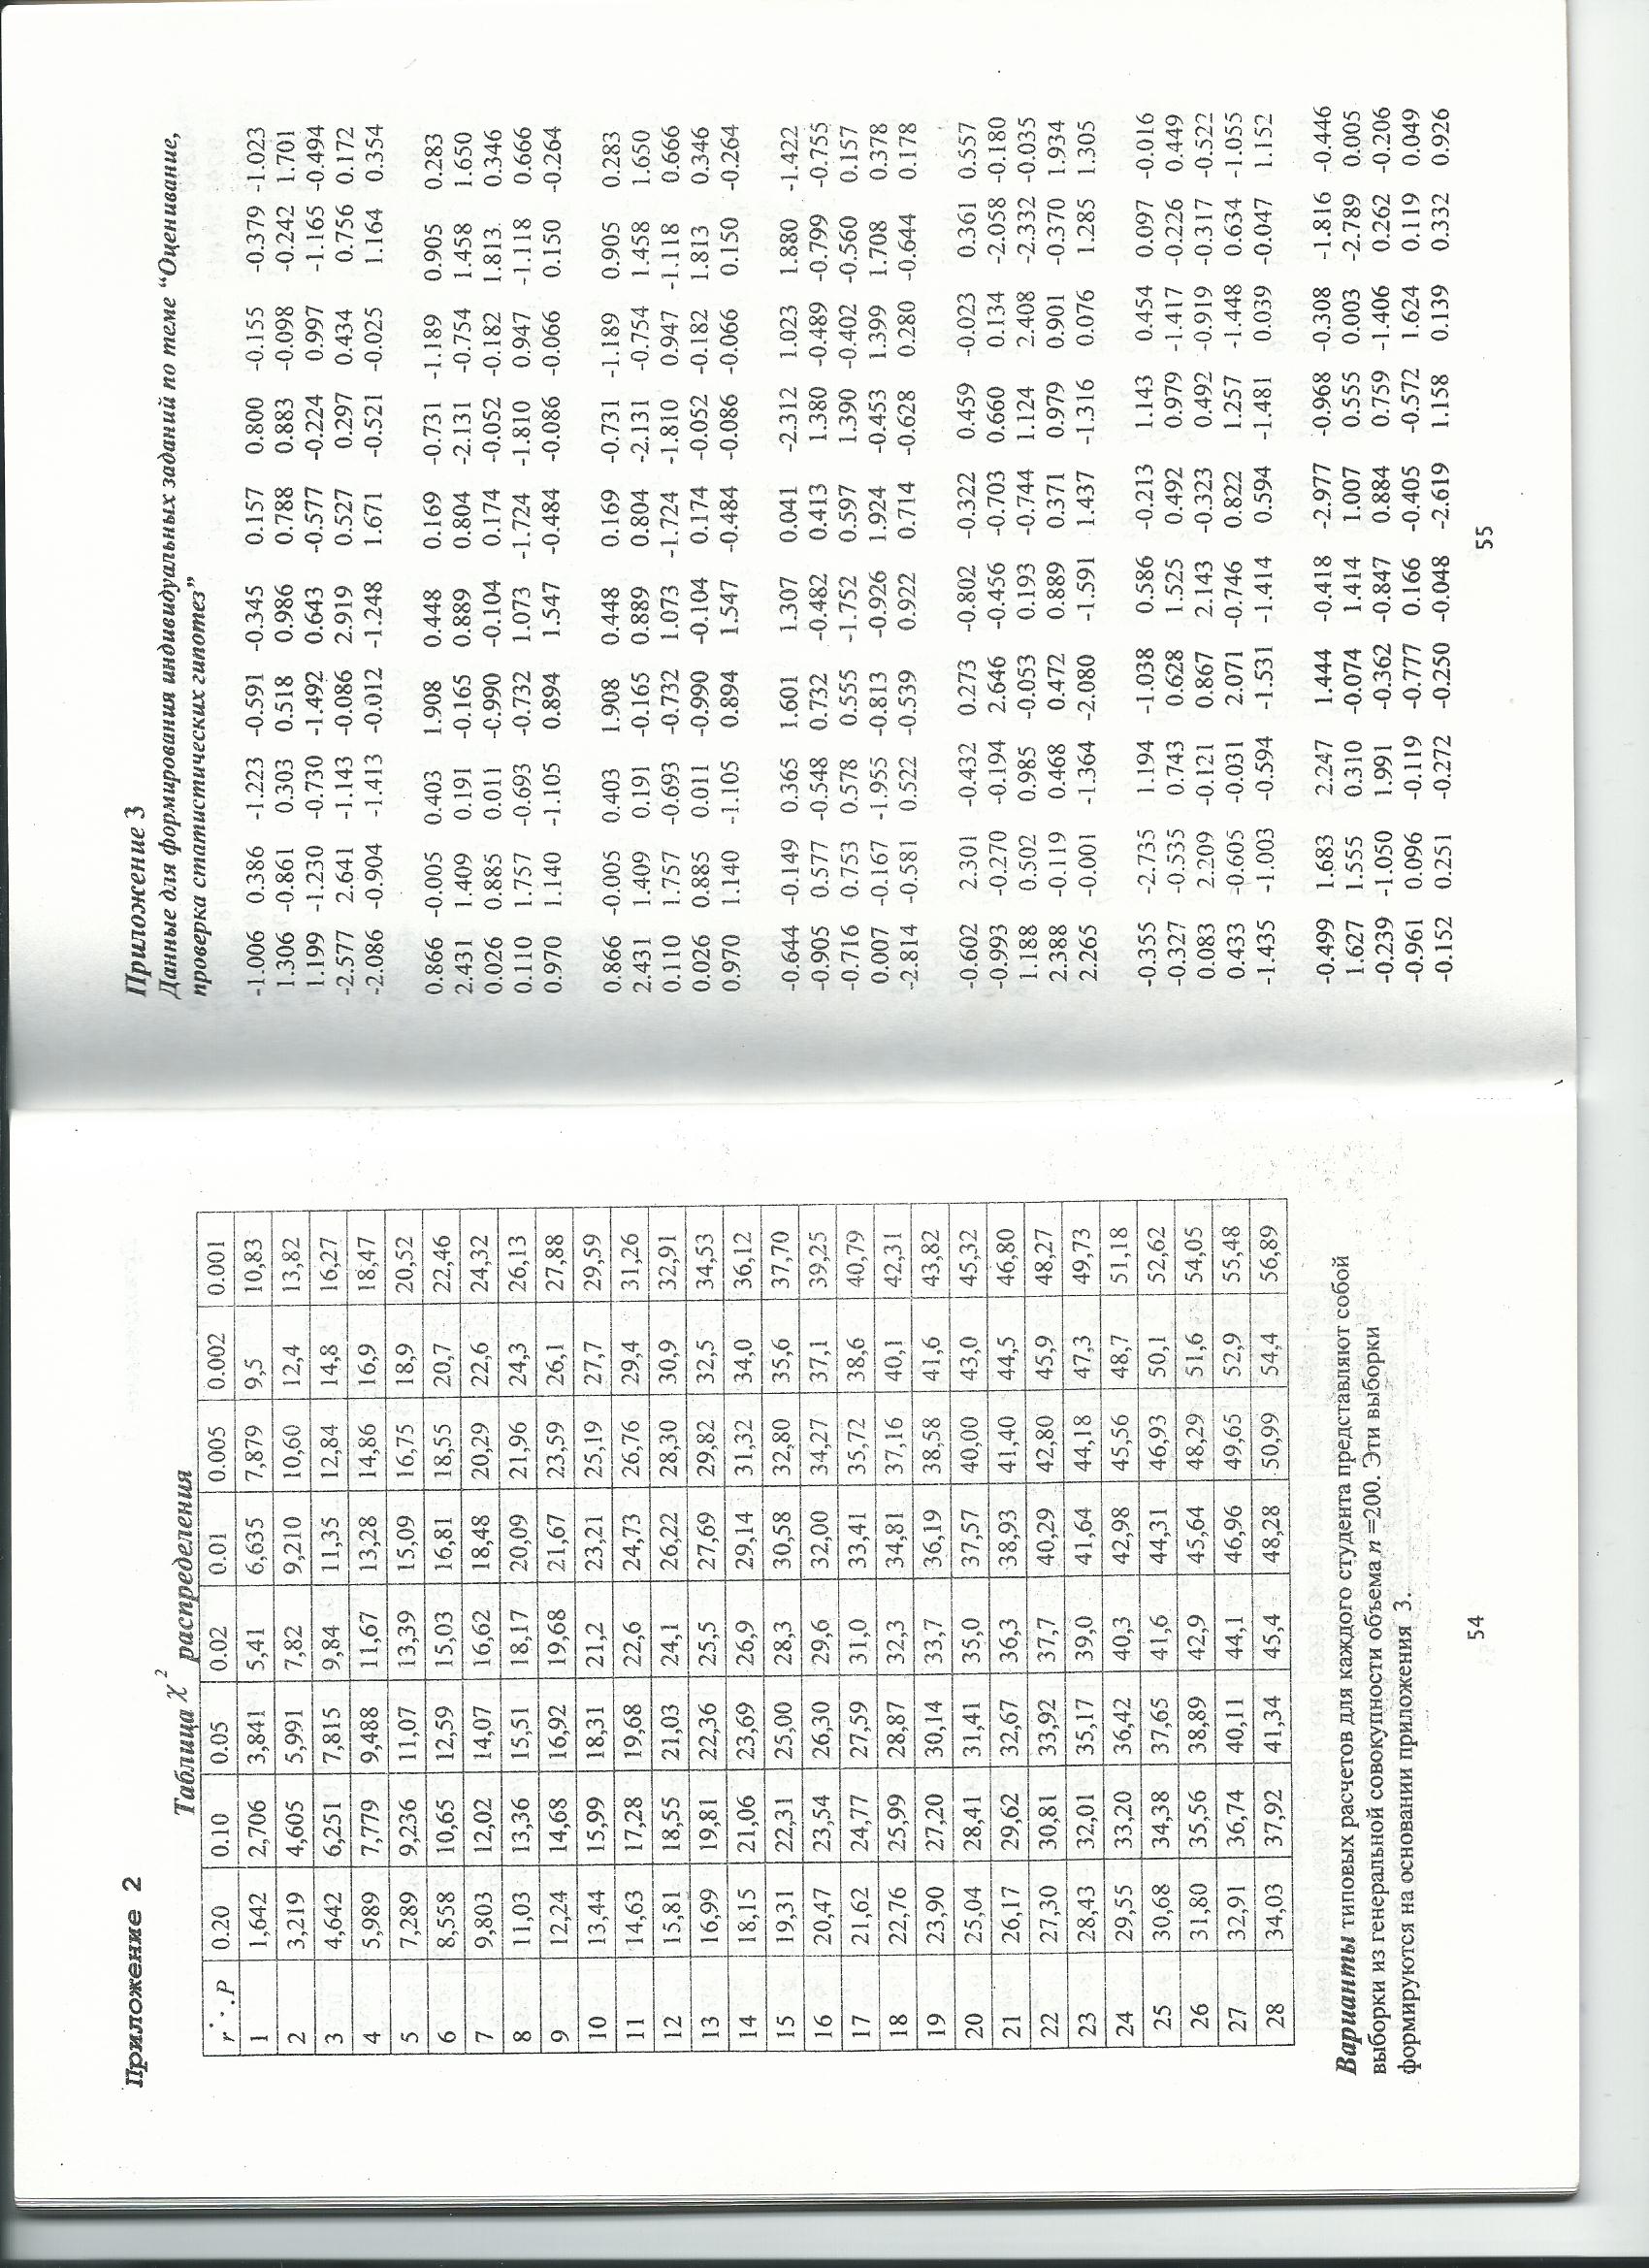 Приложение 2
Таблица χ² распределения
r P 0.20 0.10 0.05 0.02 0.01 0.005 0.002 0.001
1 1,642 2,706 3,841 5,41 6,635 7,879 9,5 10,83
2 3,219 4,605 5,991 7,82 9,210 10,60 12,4 13,82
3 4,642 6,251 7,815 9,84 11,35 12,84 14,8 16,27
4 5,989 7,779 9,488 11,67 13,28 14,86 16,9 18,47
5 7,289 9,236 11,07 13,39 15,09 16,75 18,9 20,52
6 8,558 10,65 12,59 15,03 16,81 18,55 20,7 22,46
7 9,803 12,02 14,07 16,62 18,48 20,29 22,6 24,32
8 11,03 13,36 15,51 18,17 20,09 21,96 24,3 26,13
9 12,24 14,68 16,92 19,68 21,67 23,59 26,1 27,88
10 13,44 15,99 18,31 21,2 23,21 25,19 27,7 29,59
11 14,63 17,28 19,68 22,6 24,73 26,76 29,4 31,26
12 15,81 18,55 21,03 24,1 26,22 28,30 30,9 32,91
13 16,99 19,81 22,36 25,5 27,69 29,82 32,5 34,53
14 18,15 21,06 23,69 26,9 29,14 31,32 34,0 36,12
15 19,31 22,31 25,00 28,3 30,58 32,80 35,6 37,70
16 20,47 23,54 26,30 29,6 32,00 34,27 37,1 39,25
17 21,62 24,77 27,59 31,0 33,41 35,72 38,6 40,79
18 22,76 25,99 28,87 32,3 34,81 37,16 40,1 42,31
19 23,90 27,20 30,14 33,7 36,19 38,58 41,6 43,82
20 25,04 28,41 31,41 35,0 37,57 40,00 43,0 45,32
21 26,17 29,62 32,67 36,3 38,93 41,40 44,5 46,80
22 27,30 30,81 33,92 37,7 40,29 42,80 45,9 48,27
23 28,43 32,01 35,17 39,0 41,64 44,18 47,3 49,73
24 29,55 33,20 36,42 40,3 42,98 45,56 48,7 51,18
25 30,68 34,38 37,65 41,6 44,31 46,93 50,1 52,62
26 31,80 35,56 38,89 42,9 45,64 48,29 51,6 54,05
27 32,91 36,74 40,11 44,1 46,96 49,65 52,9 55,48
28 34,03 37,92 41,34 45,4 48,28 50,99 54,4 56,89
Варианты типовых расчетов для каждого студента представляют собой
выборки из генеральной совокупности объема n =200. Эти выборки
формируются на основании приложения 3.
54
Приложение 3
Данные для формирования индивидуальных заданий по теме “Оценивание,
проверка статистических гипотез”
-1.006 0.386 -1.223 -0.591 -0.345 0.157 0.800 -0.155 -0.379 -1.023
1.306 -0.861 0.303 0.518 0.986 0.788 0.883 -0.098 -0.242 1.701
1.199 -1.230 -0.730 -1.492 0.643 -0.577 -0.224 0.997 -1.165 -0.494
-2.577 2.641 -1.143 -0.086 2.919 0.527 0.297 0.434 0.756 0.172
-2.086 -0.904 -1.413 -0.012 -1.248 1.671 -0.521 -0.025 1.164 0.354
0.866 -0.005 0.403 1.908 0.448 0.169 -0.731 -1.189 0.905 0.283
2.431 1.409 0.191 -0.165 0.889 0.804 -2.131 -0.754 1.458 1.650
0.026 0.885 0.011 -0.990 -0.104 0.174 -0.052 -0.182 1.813 0.346
0.110 1.757 -0.693 -0.732 1.073 -1.724 -1.810 0.947 -1.118 0.666
0.970 1.140 -1.105 0.894 1.547 -0.484 -0.086 -0.066 0.150 -0.264
0.866 -0.005 0.403 1.908 0.448 0.169 -0.731 -1.189 0.905 0.283
2.431 1.409 0.191 -0.165 0.889 0.804 -2.131 -0.754 1.458 1.650
0.110 1.757 -0.693 -0.732 1.073 -1.724 -1.810 0.947 -1.118 0.666
0.026 0.885 0.011 -0.990 -0.104 0.174 -0.052 -0.182 1.813 0.346
0.970 1.140 -1.105 0.894 1.547 -0.484 -0.086 -0.066 0.150 -0.264
-0.644 -0.149 0.365 1.601 1.307 0.041 -2.312 1.023 1.880 -1.422
-0.905 0.577 -0.548 0.732 -0.482 0.413 1.380 -0.489 -0.799 -0.755
-0.716 0.753 0.578 0.555 -1.752 0.597 1.390 -0.402 -0.560 0.157
0.007 -0.167 -1.955 -0.813 -0.926 1.924 -0.453 1.399 1.708 0.378
-2.814 -0.581 0.522 -0.539 0.922 0.714 -0.628 0.280 -0.644 0.178
-0.602 2.301 -0.432 0.273 -0.802 -0.322 0.459 -0.023 0.361 0.557
-0.993 -0.270 -0.194 2.646 -0.456 -0.703 0.660 0.134 -2.058 -0.180
1.188 0.502 0.985 -0.053 0.193 -0.744 1.124 2.408 -2.332 -0.035
2.388 -0.119 0.468 0.472 0.889 0.371 0.979 0.901 -0.370 1.934
2.265 -0.001 -1.364 -2.080 -1.591 1.437 -1.316 0.076 1.285 1.305
-0.355 -2.735 1.194 -1.038 0.586 -0.213 1.143 0.454 0.097 -0.016
-0.327 -0.535 0.743 0.628 1.525 0.492 0.979 -1.417 -0.226 0.449
0.083 2.209 -0.121 0.867 2.143 -0.323 0.492 -0.919 -0.317 -0.522
0.433 -0.605 -0.031 2.071 -0.746 0.822 1.257 -1.448 0.634 -1.055
-1.435 -1.003 -0.594 -1.531 -1.414 0.594 -1.481 0.039 -0.047 1.152
-0.499 1.683 2.247 1.444 -0.418 -2.977 -0.968 -0.308 -1.816 -0.446
1.627 1.555 0.310 -0.074 1.414 1.007 0.555 0.003 -2.789 0.005
-0.239 -1.050 1.991 -0.362 -0.847 0.884 0.759 -1.406 0.262 -0.206
-0.961 0.096 -0.119 -0.777 0.166 -0.405 -0.572 1.624 0.119 0.049
-0.152 0.251 -0.272 -0.250 -0.048 -2.619 1.158 0.139 0.332 0.926
55